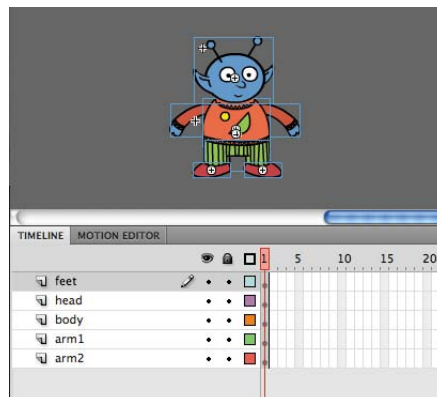 TIMELINE MOTION EDITOR
1 5 10 15 20
feet
head
body
arm1
arm2